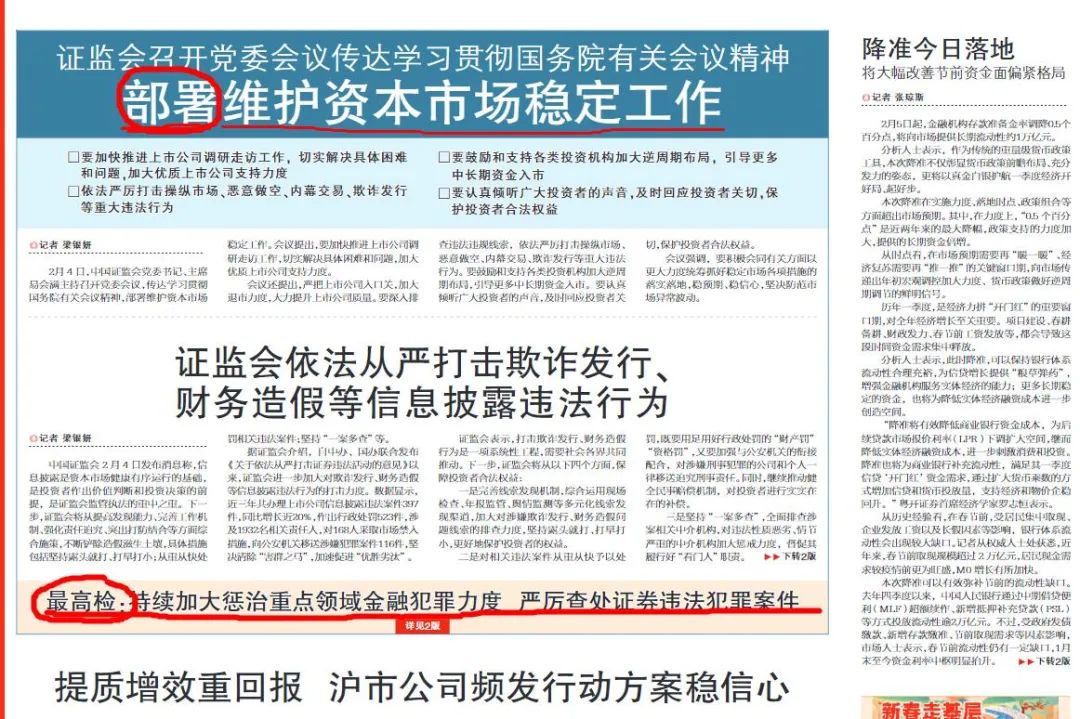 证监会召开党委会议传达学习贯彻国务院有关会议精神
部署维护资本市场稳定工作
□要加快推进上市公司调研走访工作，切实解决具体困难
和问题，加大优质上市公司支持力度
□依法严厉打击操纵市场、恶意做空、内幕交易、欺诈发行
等重大违法行为
□要鼓励和支持各类投资机构加大逆周期布局，引导更多
中长期资金入市
□要认真倾听广大投资者的声音，及时回应投资者关切，保
护投资者合法权益
◎记者 梁银妍
2月4日，中国证监会党委书记、主席
易会满主持召开党委会议，传达学习贯彻
国务院有关会议精神，部署维护资本市场
稳定工作。会议提出，要加快推进上市公司调
研走访工作，切实解决具体困难和问题，加大
优质上市公司支持力度。
会议还提出，严把上市公司入口关，加大
退市力度，大力提升上市公司质量。要深入排
查违法违规线索，依法严厉打击操纵市场、
恶意做空、内幕交易、欺诈发行等重大违法
行为。要鼓励和支持各类投资机构加大逆周
期布局，引导更多中长期资金入市。要认真
倾听广大投资者的声音，及时回应投资者关
切，保护投资者合法权益。
会议强调，要积极会同有关方面以
更大力度统筹抓好稳定市场各项措施的
落实落地，稳预期、稳信心，坚决防范市
场异常波动。
证监会依法从严打击欺诈发行、
财务造假等信息披露违法行为
◎记者 梁银妍
中国证监会2月4日发布消息称，信
息披露是资本市场健康有序运行的基础，
是投资者作出价值判断和投资决策的前
提，是证监会监管执法的重中之重。下一
步，证监会将从提高发现能力、完善工作机
制、强化责任追究、突出打防结合等方面综
合施策，不断铲除造假滋生土壤，具体措施
包括坚持露头就打、打早打小；从重从快处
罚相关违法案件；坚持“一案多查”等。
据证监会介绍，自中办、国办联合发布
《关于依法从严打击证券违法活动的意见》以
来，证监会进一步加大对欺诈发行、财务造假
等信息披露违法行为的打击力度。数据显示，
近三年共办理上市公司信息披露违法案件397
件，同比增长近20%，作出行政处罚523件，涉
及1932名相关责任人，对168人采取市场禁入
措施，向公安机关移送涉嫌犯罪案件116件，坚
决清除“害群之马”，加速促进“优胜劣汰”。
证监会表示，打击欺诈发行、财务造假
行为是一项系统性工程，需要社会各界共同
推动。下一步，证监会将从以下四个方面，保
障投资者合法权益：
一是完善线索发现机制，综合运用现场
检查、年报监管、舆情监测等多元化线索发
现渠道，加大对涉嫌欺诈发行、财务造假问
题线索的排查力度，坚持露头就打、打早打
小，更好地保护投资者的权益。
二是对相关违法案件从重从快予以处
罚，既要用足用好行政处罚的“财产罚”
“资格罚”，又要加强与公安机关的衔接
配合，对涉嫌刑事犯罪的公司和个人一
律移送追究刑事责任。同时，继续推动健
全民事赔偿机制，对投资者进行实实在
在的补偿。
三是坚持“一案多查”，全面排查涉
案相关中介机构，对违法性质恶劣、情节
严重的中介机构加大惩戒力度，督促其
履行好“看门人”职责。 ▶▶下转2版
最高检：持续加大惩治重点领域金融犯罪力度 严厉查处证券违法犯罪案件
详见2版
提质增效重回报 沪市公司频发行动方案稳信心
降准今日落地
将大幅改善节前资金面偏紧格局
◎记者 张琼斯
2月5日起，金融机构存款准备金率调降0.5个
百分点，将向市场提供长期流动性约1万亿元。
分析人士表示，作为传统的重量级货币政策
工具，本次降准不仅彰显货币政策前瞻布局、充分
发力的姿态，更将以真金白银护航一季度经济开
好局、起好步。
本次降准在实施力度、落地时点、政策组合等
方面超出市场预期。其中，在力度上，“0.5个百分
点”是近两年来的最大降幅，政策支持的力度加
大，提供的长期资金倍增。
从时点看，在市场预期需要再“暖一暖”、经
济复苏需要再“推一推”的关键窗口期，向市场传
递出年初宏观调控加大力度、货币政策做好逆周
期调节的鲜明信号。
历年一季度，是经济力拼“开门红”的重要窗
口期，对全年经济增长至关重要。项目建设、春耕
备耕、财政发力、春节前工资发放等，都会导致这
段时间资金需求集中释放。
分析人士表示，此时降准，可以保持银行体系
流动性合理充裕，为信贷增长提供“粮草弹药”，
增强金融机构服务实体经济的能力；更多长期稳
定的资金，也将为降低实体经济融资成本进一步
创造空间。
“降准将有效降低商业银行资金成本，为后
续贷款市场报价利率(LPR)下调扩大空间，继而
降低实体经济融资成本，进一步刺激消费和投资。
降准也将为商业银行补充流动性，满足其一季度
信贷‘开门红’资金需求，通过扩大货币乘数的方
式增加信贷和货币投放量，支持经济和物价企稳
回升。”粤开证券首席经济学家罗志恒表示。
从历史经验看，在春节前，受居民集中取现、
企业发放工资以及长假因素等影响，银行体系流
动性会出现较大缺口。记者从权威人士处获悉，近
年来，春节前取现规模超过2万亿元，居民现金需
求较疫情前更为旺盛，M0增长有所加快。
本次降准可以有效弥补节前的流动性缺口。
去年四季度以来，中国人民银行通过中期借贷便
利(MLF)超额续作、新增抵押补充贷款(PSL)
等方式投放流动性逾2万亿元。不过，受政府发债
缴款、新增存款缴准、节前取现需求等因素影响，
市场人士表示，春节前流动性仍有一定缺口，1月
末至今资金利率中枢明显抬升。 ▶▶下转2版
新春走基层